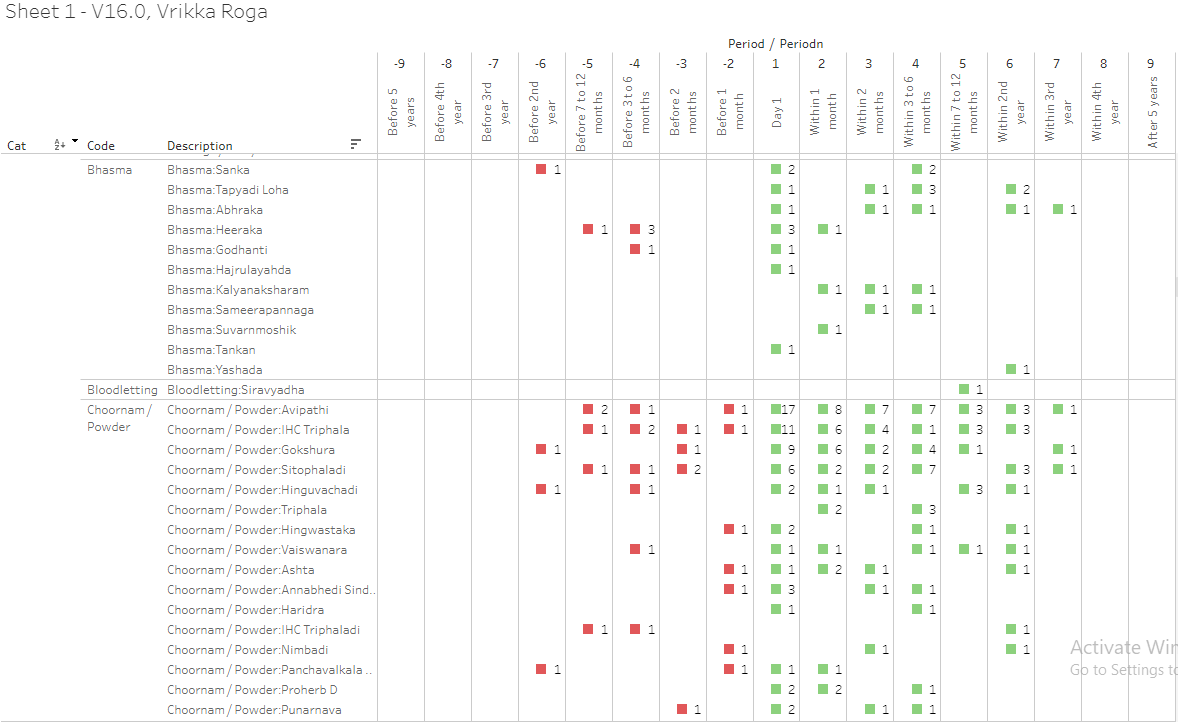 Sheet 1 - V16.0, Vrikka Roga
Period / Periodn
-9 -8 -7 -6 -5 -4 -3 -2 1 2 3 4 5 6 7 8 9
Before 5 years
Before 4th year
Before 3rd year
Before 2nd year
Before 7 to 12 months
Before 3 to 6 months
Before 2 months
Before 1 month
Day 1
Within 1 month
Within 2 months
Within 3 to 6 months
Within 7 to 12 months
Within 2nd year
Within 3rd year
Within 4th year
After 5 years
Cat Code Description
Bhasma Bhasma:Sanka 1 2 2
Bhasma:Tapyadi Loha 1 1 3 2
Bhasma:Abhraka 1 1 1 1 1
Bhasma:Heeraka 1 3 3 1
Bhasma:Godhanti 1 1
Bhasma:Hajrulayahda 1
Bhasma:Kalyanaksharam 1 1 1
Bhasma:Sameerapannaga 1 1
Bhasma:Suvarnmoshik 1
Bhasma:Tankan 1
Bhasma:Yashada 1
Bloodletting Bloodletting:Siravyadha 1
Choornam / Powder Choornam / Powder:Avipathi 2 1 1 17 8 7 7 3 3 1
Choornam / Powder:IHC Triphala 1 2 1 1 11 6 4 1 3 3
Choornam / Powder:Gokshura 1 1 9 6 2 4 1 1
Choornam / Powder:Sitophaladi 1 1 2 6 2 2 7 3 1
Choornam / Powder:Hinguvachadi 1 1 2 1 1 3 1
Choornam / Powder:Triphala 2 3
Choornam / Powder:Hingwastaka 1 2 1 1
Choornam / Powder:Vaiswanara 1 1 1 1 1 1
Choornam / Powder:Ashta 1 1 2 1 1
Choornam / Powder:Annabhedi Sind.. 1 3 1 1
Choornam / Powder:Haridra 1 1
Choornam / Powder:IHC Triphaladi 1 1 1
Choornam / Powder:Nimbadi 1 1 1
Choornam / Powder:Panchavalkala .. 1 1 1 1
Choornam / Powder:Proherb D 2 2 1
Choornam / Powder:Punarnava 1 2 1 1
Activate Win
Go to Settings to